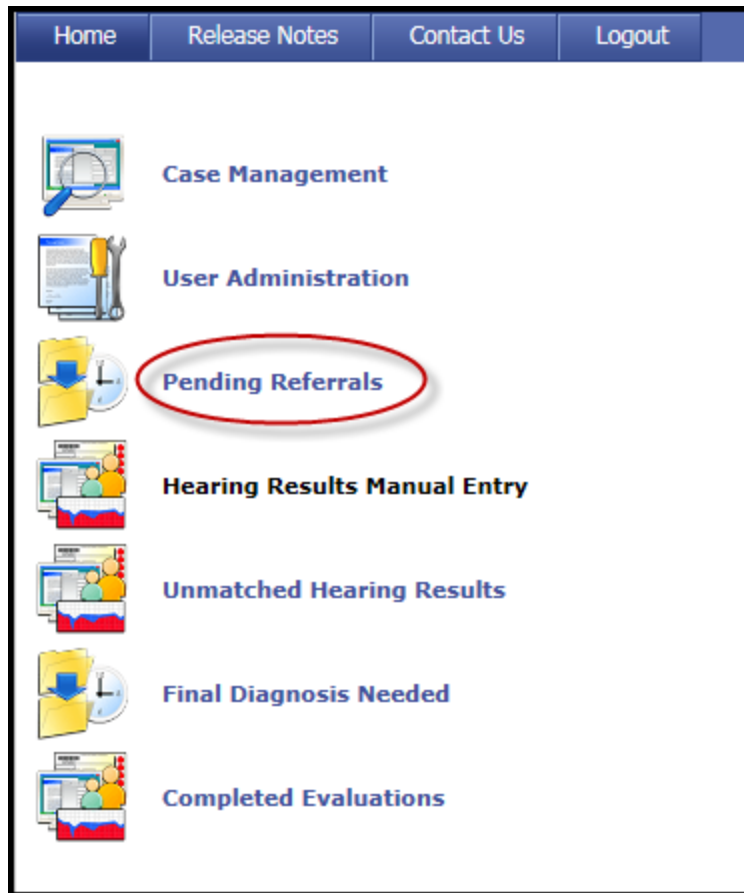 Home Release Notes Contact Us Logout
Case Management
User Administration
Pending Referrals
Hearing Results Manual Entry
Unmatched Hearing Results
Final Diagnosis Needed
Completed Evaluations